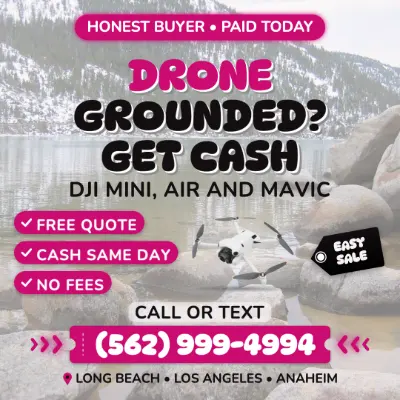 HONEST BUYER • PAID TODAY
DRONE
GROUNDED?
GET CASH
DJI MINI, AIR AND MAVIC
FREE QUOTE
CASH SAME DAY
NO FEES
EASY
SALE
CALL OR TEXT
(562) 999-4994
LONG BEACH • LOS ANGELES • ANAHEIM